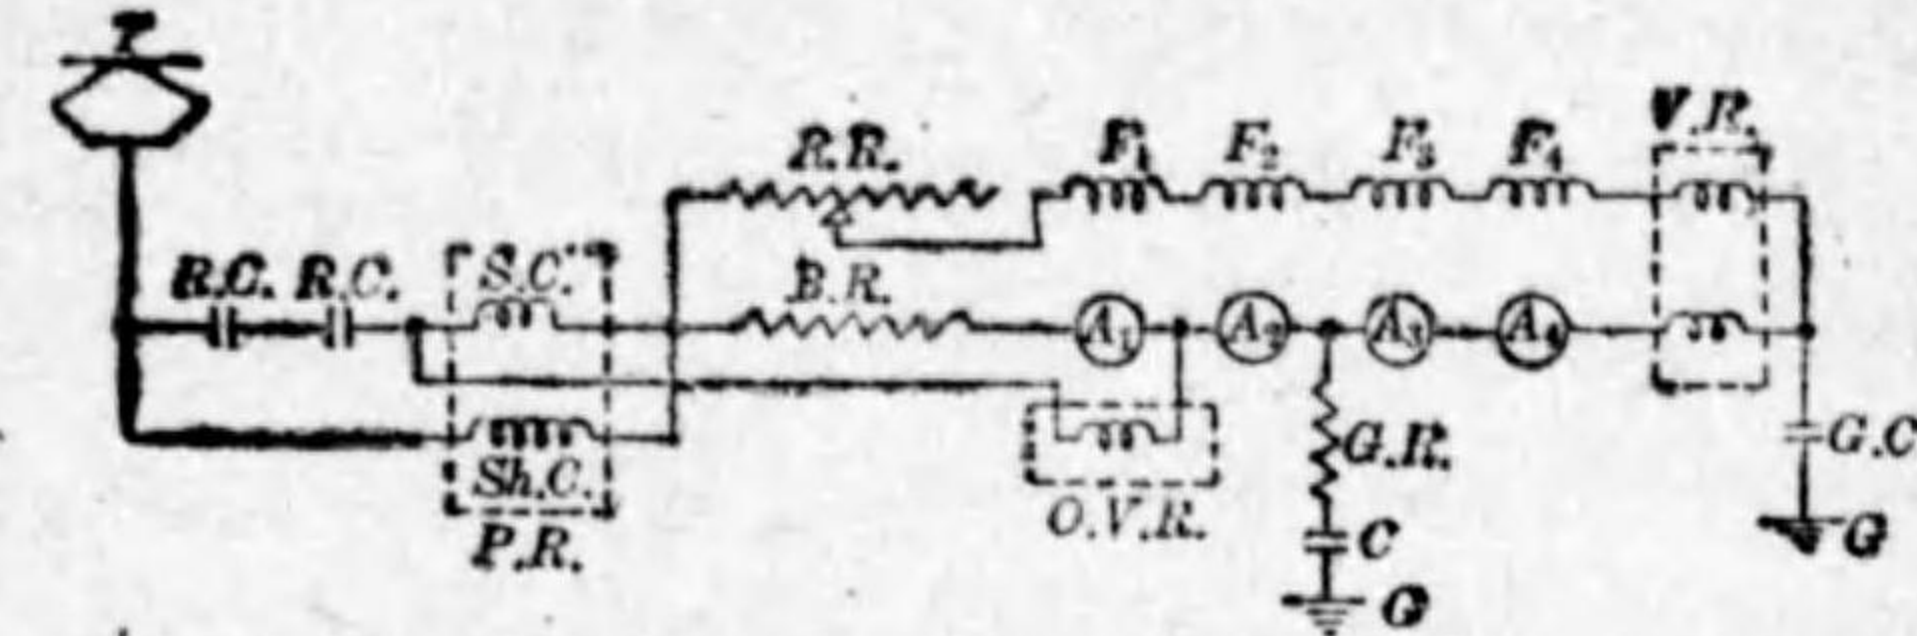 T
R.R. F1 F2 F3 F4 V.R.
R.C. R.C. S.C. B.R.
A1 A2 A3 A4
Sh.C. G.R. G.C
P.R. O.V.R. C G
G